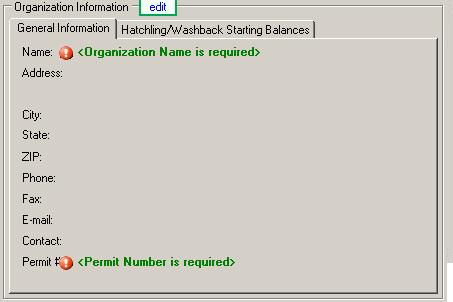 Organization Information edit
General Information Hatchling/Washback Starting Balances
Name: <Organization Name is required>
Address:
City:
State:
ZIP:
Phone:
Fax:
E-mail:
Contact:
Permit # <Permit Number is required>